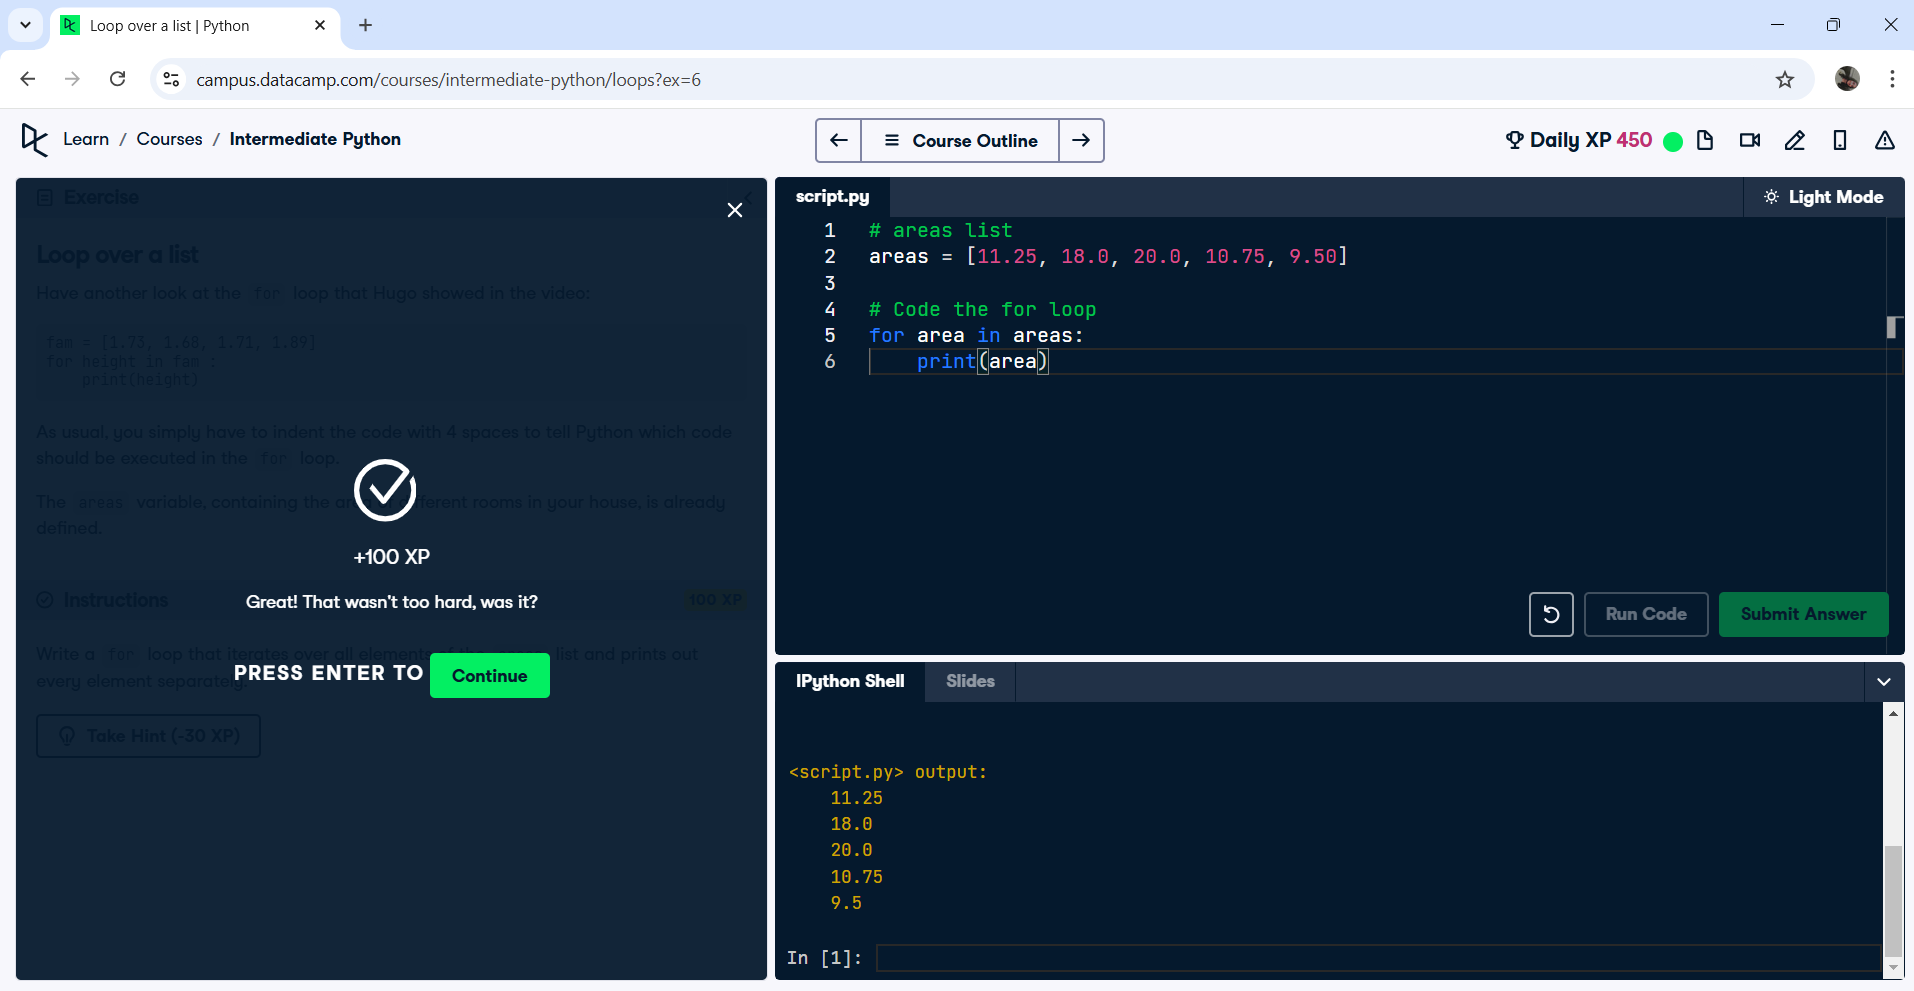 Loop over a list | Python
campus.datacamp.com/courses/intermediate-python/loops?ex=6
Learn / Courses / Intermediate Python
Course Outline
Daily XP 450
Exercise
Loop over a list
Have another look at the for loop that Hugo showed in the video:
fam = [1.73, 1.68, 1.71, 1.89]
for height in fam :
    print(height)
As usual, you simply have to indent the code with 4 spaces to tell Python which code
should be executed in the for loop.
The areas variable, containing the area of different rooms in your house, is already
defined.
+100 XP
Great! That wasn't too hard, was it?
Instructions
100 XP
Write a for loop that iterates over all elements of the areas list and prints out
every element separately.
PRESS ENTER TO Continue
Take Hint (-30 XP)
script.py
Light Mode
1 # areas list
2 areas = [11.25, 18.0, 20.0, 10.75, 9.50]
3
4 # Code the for loop
5 for area in areas:
6     print(area)
Run Code
Submit Answer
IPython Shell
Slides
<script.py> output:
    11.25
    18.0
    20.0
    10.75
    9.5
In [1]: